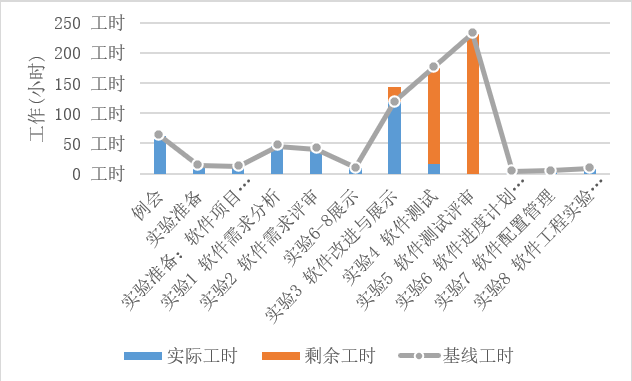 工作(小时)
250 工时
200 工时
150 工时
100 工时
50 工时
0 工时
例会
实验准备
实验准备: 软件项目…
实验1 软件需求分析
实验2 软件需求评审
实验6-8展示
实验3 软件改进与展示
实验4 软件测试
实验5 软件测试评审
实验6 软件进度计划…
实验7 软件配置管理
实验8 软件工程实验…
实际工时
剩余工时
基线工时